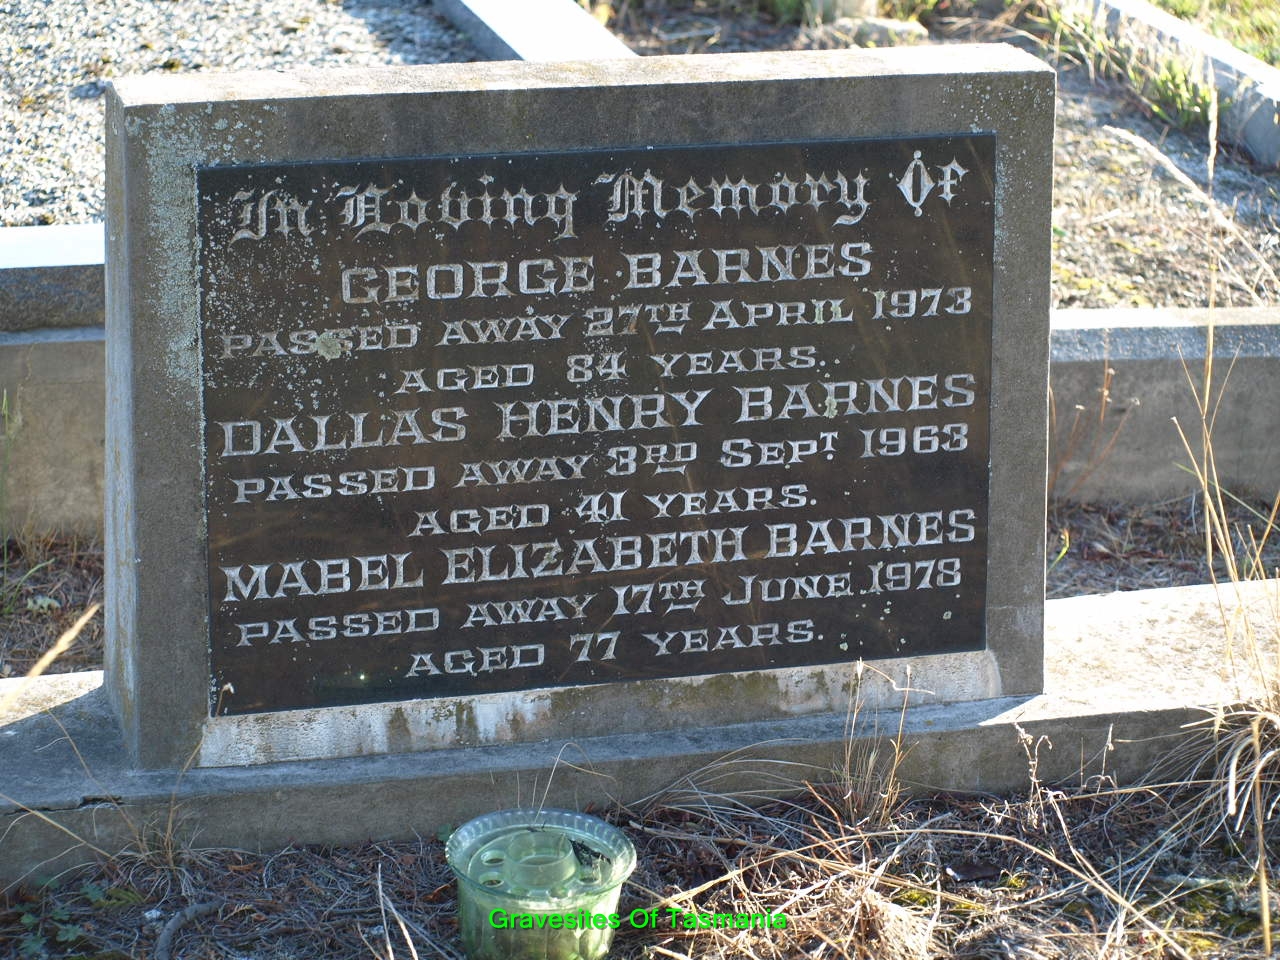 In Loving Memory Of
GEORGE BARNES
PASSED AWAY 27TH APRIL 1973
AGED 84 YEARS.
DALLAS HENRY BARNES
PASSED AWAY 3RD SEPT. 1963
AGED 41 YEARS.
MABEL ELIZABETH BARNES
PASSED AWAY 17TH JUNE 1978
AGED 77 YEARS.
Gravesites Of Tasmania